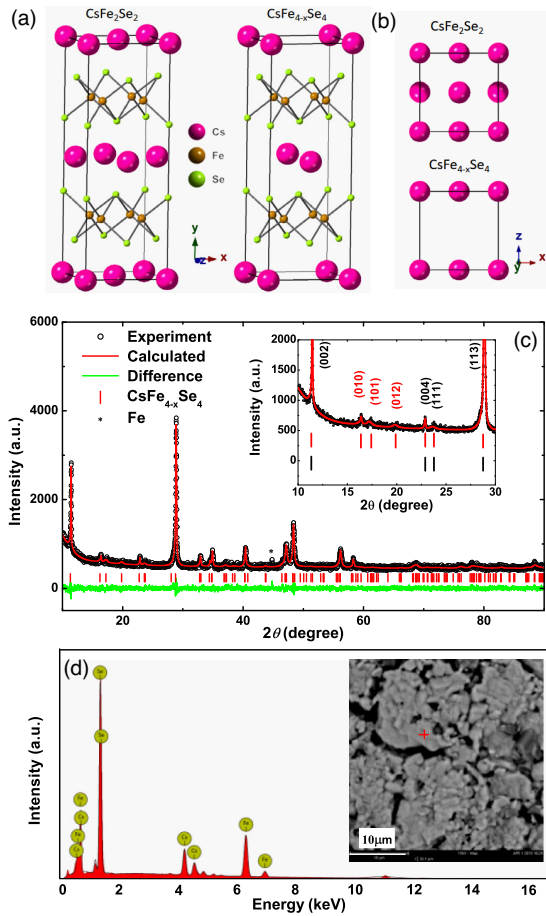 (a)
CsFe2Se2
CsFe4-xSe4
(b)
CsFe2Se2
Cs
Fe
Se
CsFe4-xSe4
y
z
x
z
y
x
6000
4000
2000
0
Intensity (a.u.)
Experiment
Calculated
Difference
CsFe4-xSe4
* Fe
*
(c)
2000
1500
1000
500
0
Intensity (a.u.)
(002)
(010)
(101)
(012)
(004)
(111)
(113)
10 15 20 25 30
2θ (degree)
20 40 60 80
2θ (degree)
(d)
Intensity (a.u.)
Se
Se
Fe
Cs
Cs
Cs
Fe
Fe
10μm
0 2 4 6 8 10 12 14 16
Energy (keV)